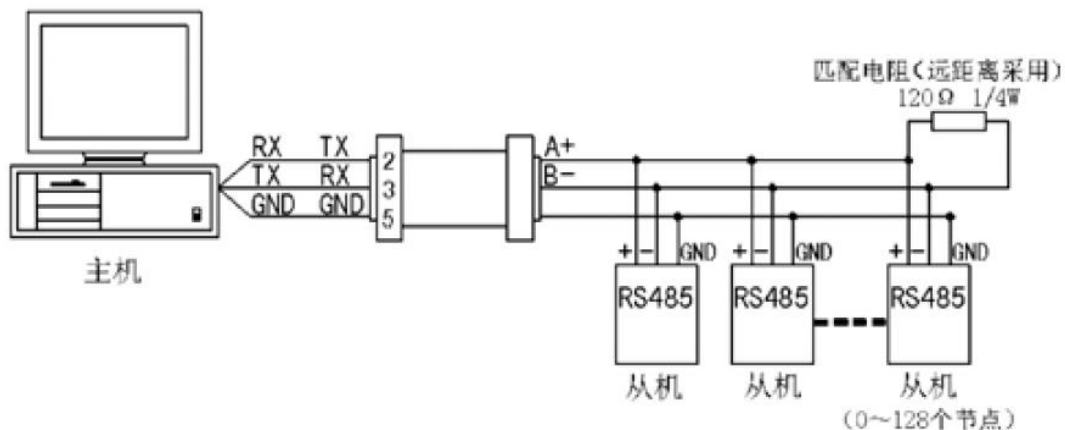 匹配电阻(远距离采用)
120Ω 1/4W
RX TX 2 A+
TX RX 3 B-
GND GND 5
主机
+ - GND + - GND + - GND
RS485 RS485 RS485
从机 从机 从机
(0～128个节点)